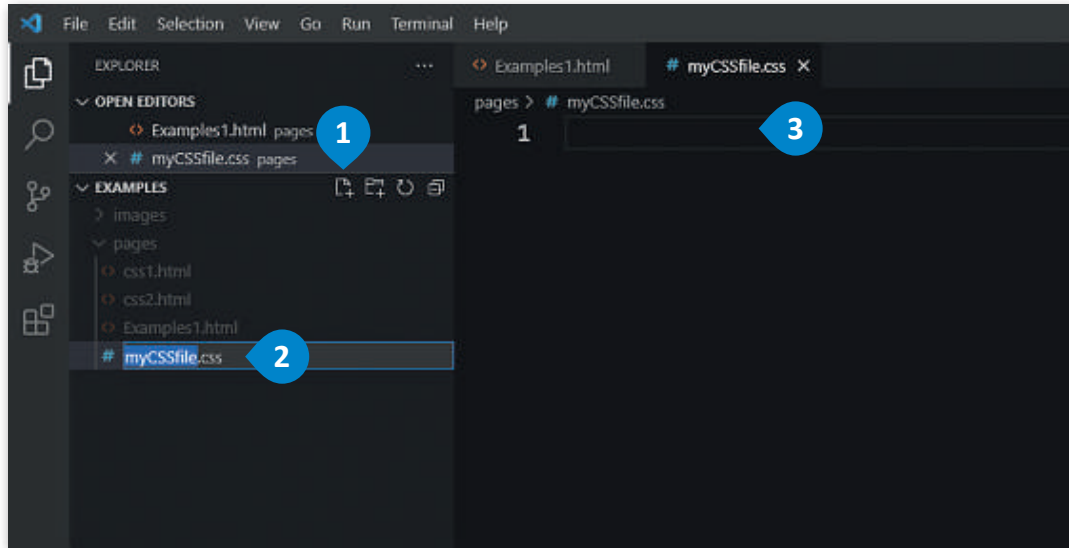 File Edit Selection View Go Run Terminal Help
EXPLORER ...
OPEN EDITORS
Examples1.html pages
1
# myCSSfile.css pages
EXAMPLES
images
pages
css1.html
css2.html
Examples1.html
# myCSSfile.css
2
Examples1.html # myCSSfile.css
pages > # myCSSfile.css
1
3